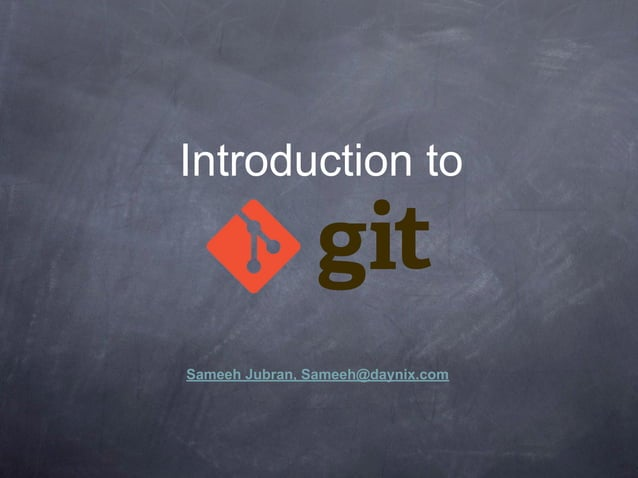 Introduction to
git
Sameeh Jubran, Sameeh@daynix.com